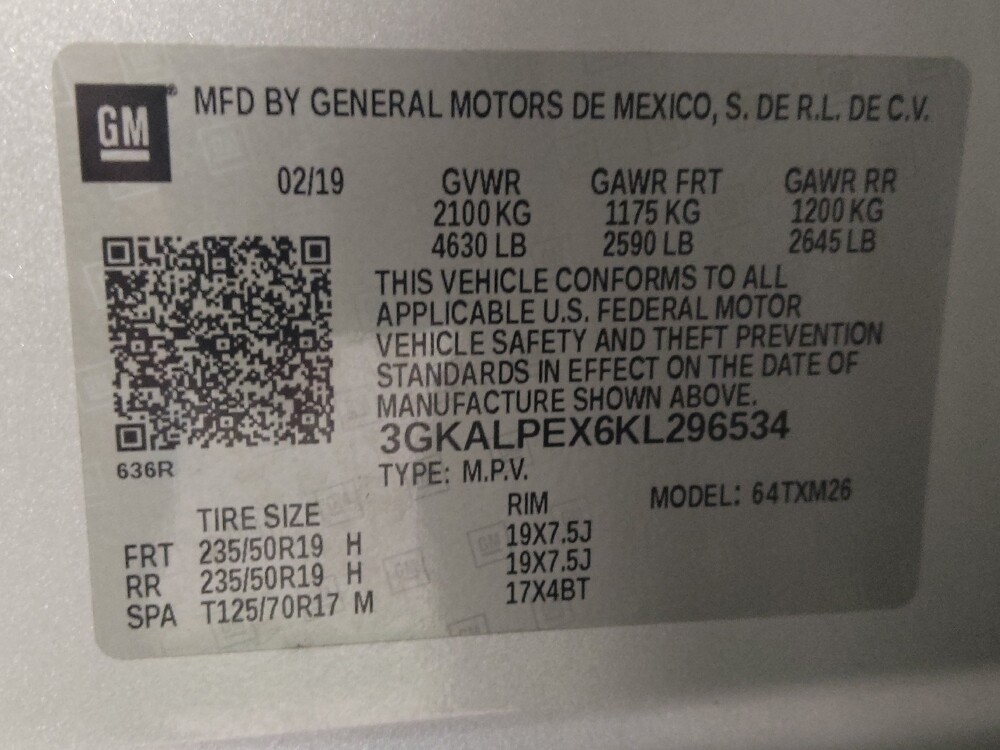 GM® MFD BY GENERAL MOTORS DE MEXICO, S. DE R.L. DE C.V.
02/19 GVWR GAWR FRT GAWR RR
2100 KG 1175 KG 1200 KG
4630 LB 2590 LB 2645 LB
THIS VEHICLE CONFORMS TO ALL
APPLICABLE U.S. FEDERAL MOTOR
VEHICLE SAFETY AND THEFT PREVENTION
STANDARDS IN EFFECT ON THE DATE OF
MANUFACTURE SHOWN ABOVE.
3GKALPEX6KL296534
636R
TYPE: M.P.V. MODEL: 64TXM26
TIRE SIZE RIM
FRT 235/50R19 H 19X7.5J
RR 235/50R19 H 19X7.5J
SPA T125/70R17 M 17X4BT